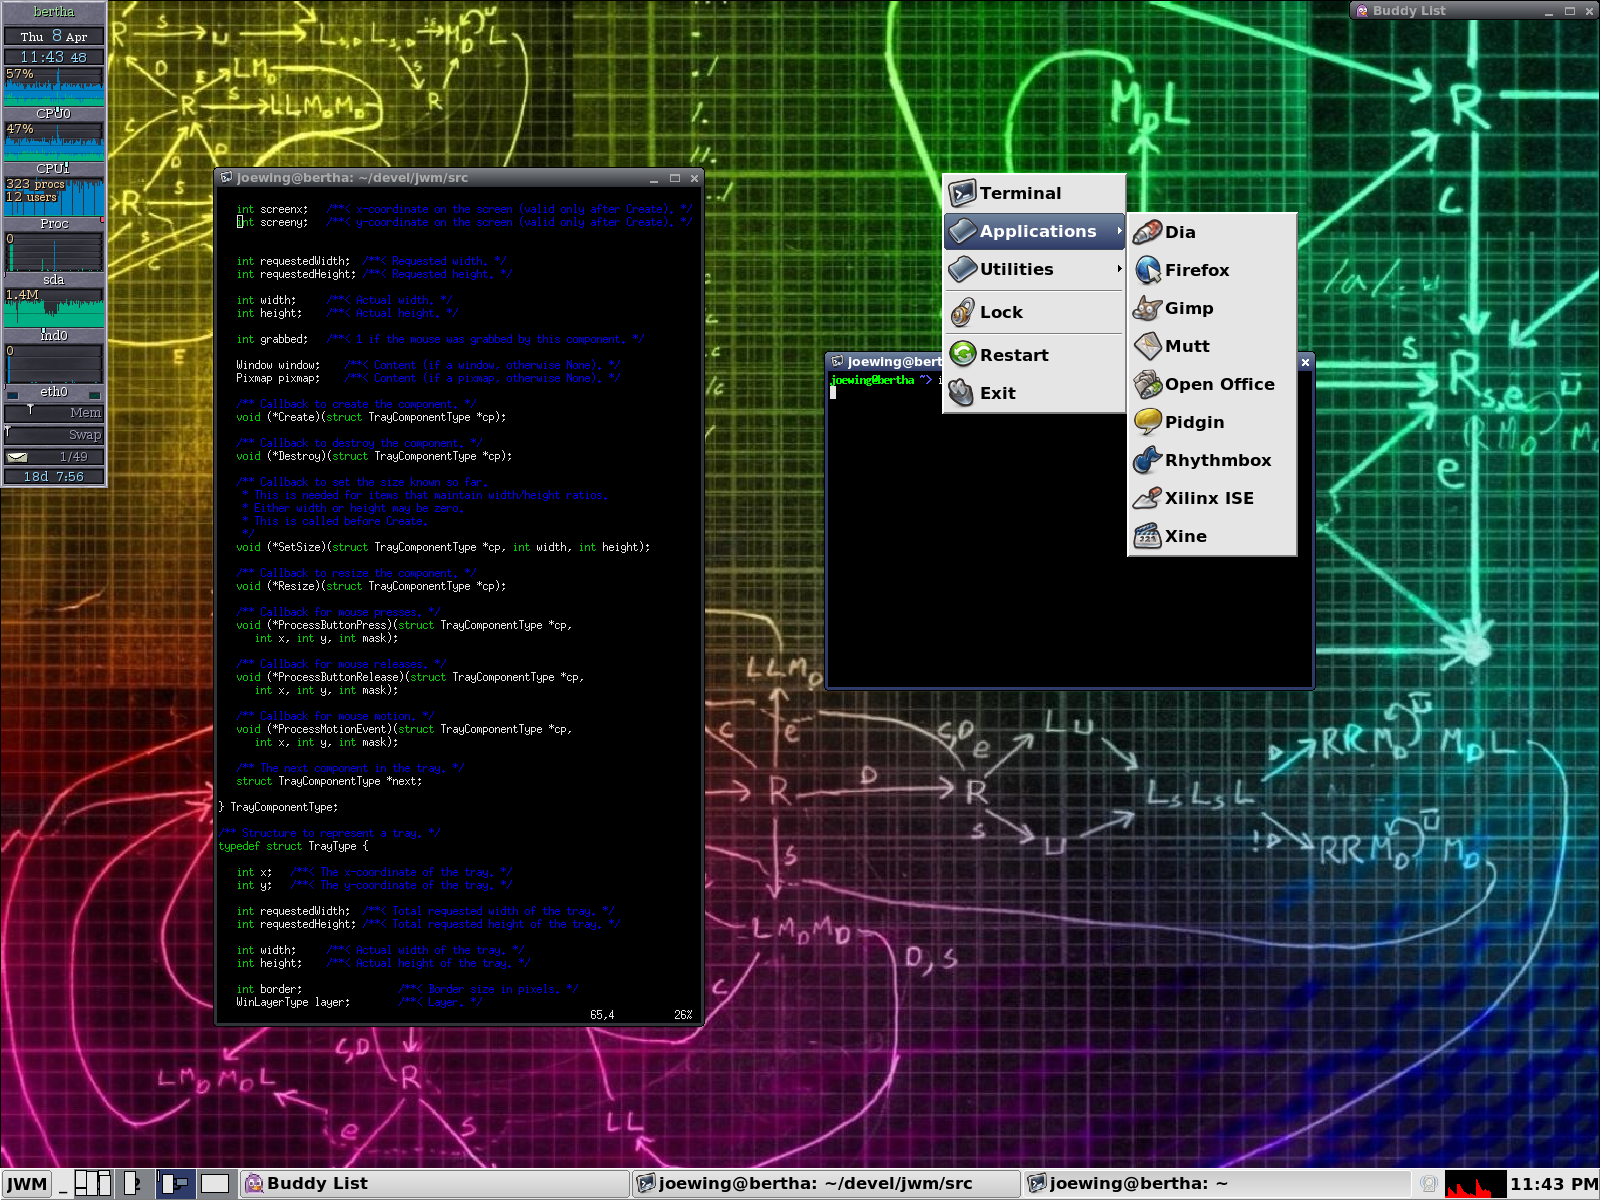 bertha
Thu 8 Apr
11:43 48
57%
CPU0
47%
CPU1
323 procs
12 users
Proc
0
sda
1.4M
ind0
0
eth0
Mem
Swap
1/49
18d 7:56
Buddy List
joewing@bertha: ~/devel/jwm/src
int screenx; /**< x-coordinate on the screen (valid only after Create). */
int screeny; /**< y-coordinate on the screen (valid only after Create). */
int requestedWidth; /**< Requested width. */
int requestedHeight; /**< Requested height. */
int width; /**< Actual width. */
int height; /**< Actual height. */
int grabbed; /**< 1 if the mouse was grabbed by this component. */
Window window; /**< Content (if a window, otherwise None). */
Pixmap pixmap; /**< Content (if a pixmap, otherwise None). */
/** Callback to create the component. */
void (*Create)(struct TrayComponentType *cp);
/** Callback to destroy the component. */
void (*Destroy)(struct TrayComponentType *cp);
/** Callback to set the size known so far.
* This is needed for items that maintain width/height ratios.
* Either width or height may be zero.
* This is called before Create.
*/
void (*SetSize)(struct TrayComponentType *cp, int width, int height);
/** Callback to resize the component. */
void (*Resize)(struct TrayComponentType *cp);
/** Callback for mouse presses. */
void (*ProcessButtonPress)(struct TrayComponentType *cp,
int x, int y, int mask);
/** Callback for mouse releases. */
void (*ProcessButtonRelease)(struct TrayComponentType *cp,
int x, int y, int mask);
/** Callback for mouse motion. */
void (*ProcessMotionEvent)(struct TrayComponentType *cp,
int x, int y, int mask);
/** The next component in the tray. */
struct TrayComponentType *next;
} TrayComponentType;
/** Structure to represent a tray. */
typedef struct TrayType {
int x; /**< The x-coordinate of the tray. */
int y; /**< The y-coordinate of the tray. */
int requestedWidth; /**< Total requested width of the tray. */
int requestedHeight; /**< Total requested height of the tray. */
int width; /**< Actual width of the tray. */
int height; /**< Actual height of the tray. */
int border; /**< Border size in pixels. */
WinLayerType layer; /**< Layer. */
65,4 26%
joewing@bert
joewing@bertha ~> i
Terminal
Applications
Utilities
Lock
Restart
Exit
Dia
Firefox
Gimp
Mutt
Open Office
Pidgin
Rhythmbox
Xilinx ISE
Xine
JWM
2
Buddy List
joewing@bertha: ~/devel/jwm/src
joewing@bertha: ~
11:43 PM